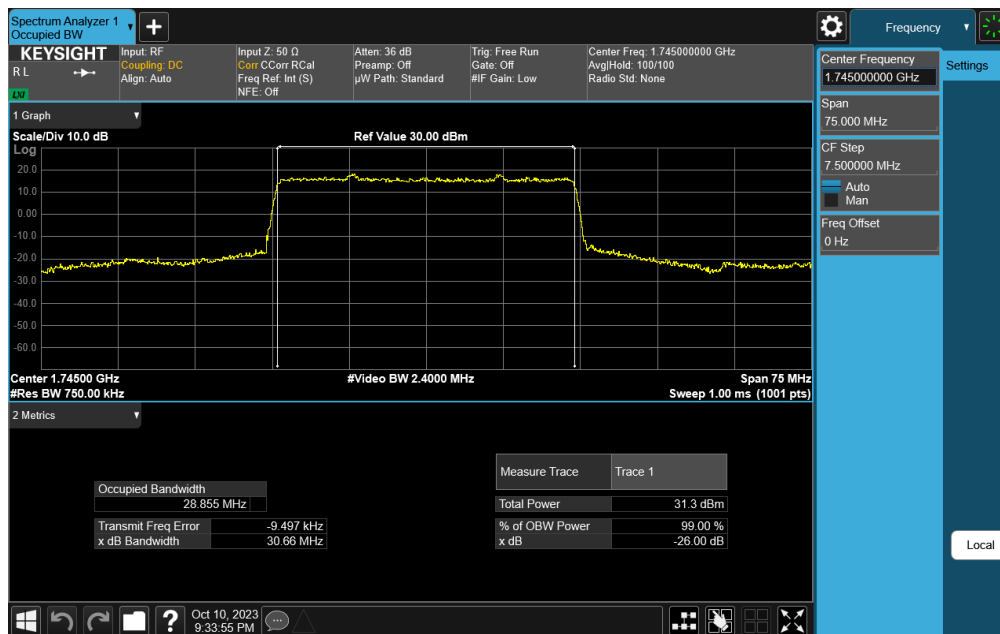 Spectrum Analyzer 1
Occupied BW
Frequency
KEYSIGHT
R L
LXI
Input: RF
Coupling: DC
Align: Auto
Input Z: 50 Ω
Corr CCorr RCal
Freq Ref: Int (S)
NFE: Off
Atten: 36 dB
Preamp: Off
µW Path: Standard
Trig: Free Run
Gate: Off
#IF Gain: Low
Center Freq: 1.745000000 GHz
Avg|Hold: 100/100
Radio Std: None
Center Frequency
1.745000000 GHz
Settings
Span
75.000 MHz
CF Step
7.500000 MHz
Auto
Man
Freq Offset
0 Hz
1 Graph
Scale/Div 10.0 dB
Ref Value 30.00 dBm
Log
20.0
10.0
0.00
-10.0
-20.0
-30.0
-40.0
-50.0
-60.0
Center 1.74500 GHz
#Video BW 2.4000 MHz
Span 75 MHz
#Res BW 750.00 kHz
Sweep 1.00 ms (1001 pts)
2 Metrics
Measure Trace
Trace 1
Occupied Bandwidth
28.855 MHz
Total Power
31.3 dBm
Transmit Freq Error
-9.497 kHz
% of OBW Power
99.00 %
x dB Bandwidth
30.66 MHz
x dB
-26.00 dB
Local
?
Oct 10, 2023
9:33:55 PM